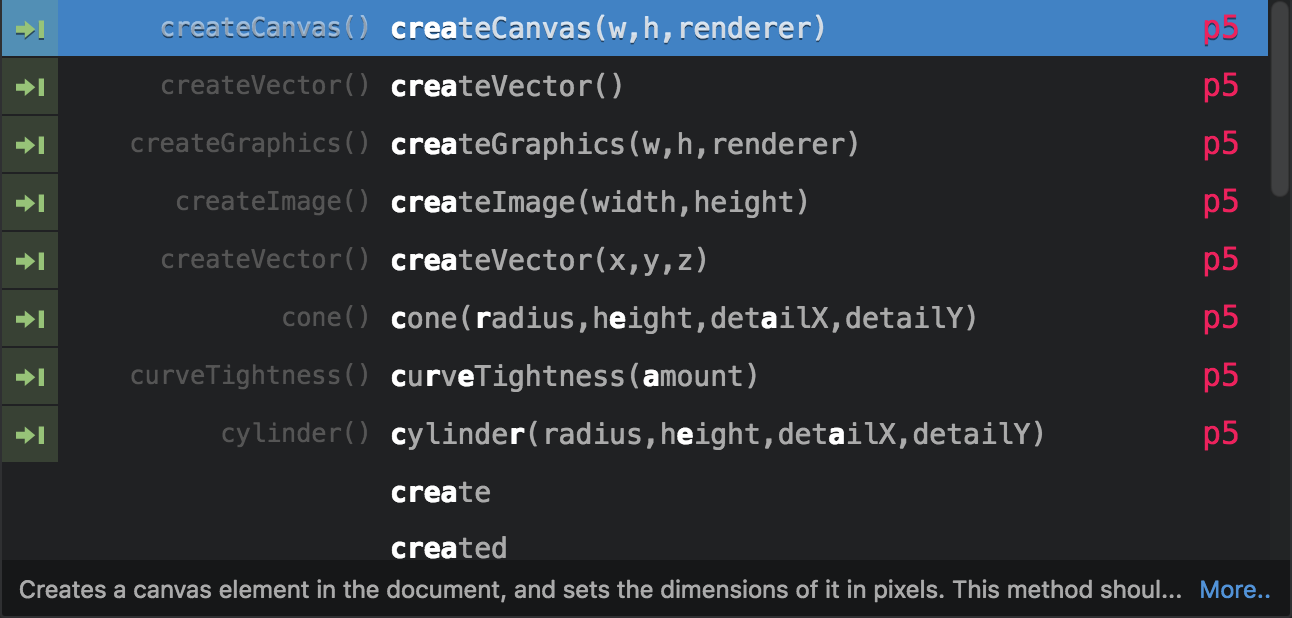 createCanvas() createCanvas(w,h,renderer) p5
createVector() createVector() p5
createGraphics() createGraphics(w,h,renderer) p5
createImage() createImage(width,height) p5
createVector() createVector(x,y,z) p5
cone() cone(radius,height,detailX,detailY) p5
curveTightness() curveTightness(amount) p5
cylinder() cylinder(radius,height,detailX,detailY) p5
create
created
Creates a canvas element in the document, and sets the dimensions of it in pixels. This method shoul... More..